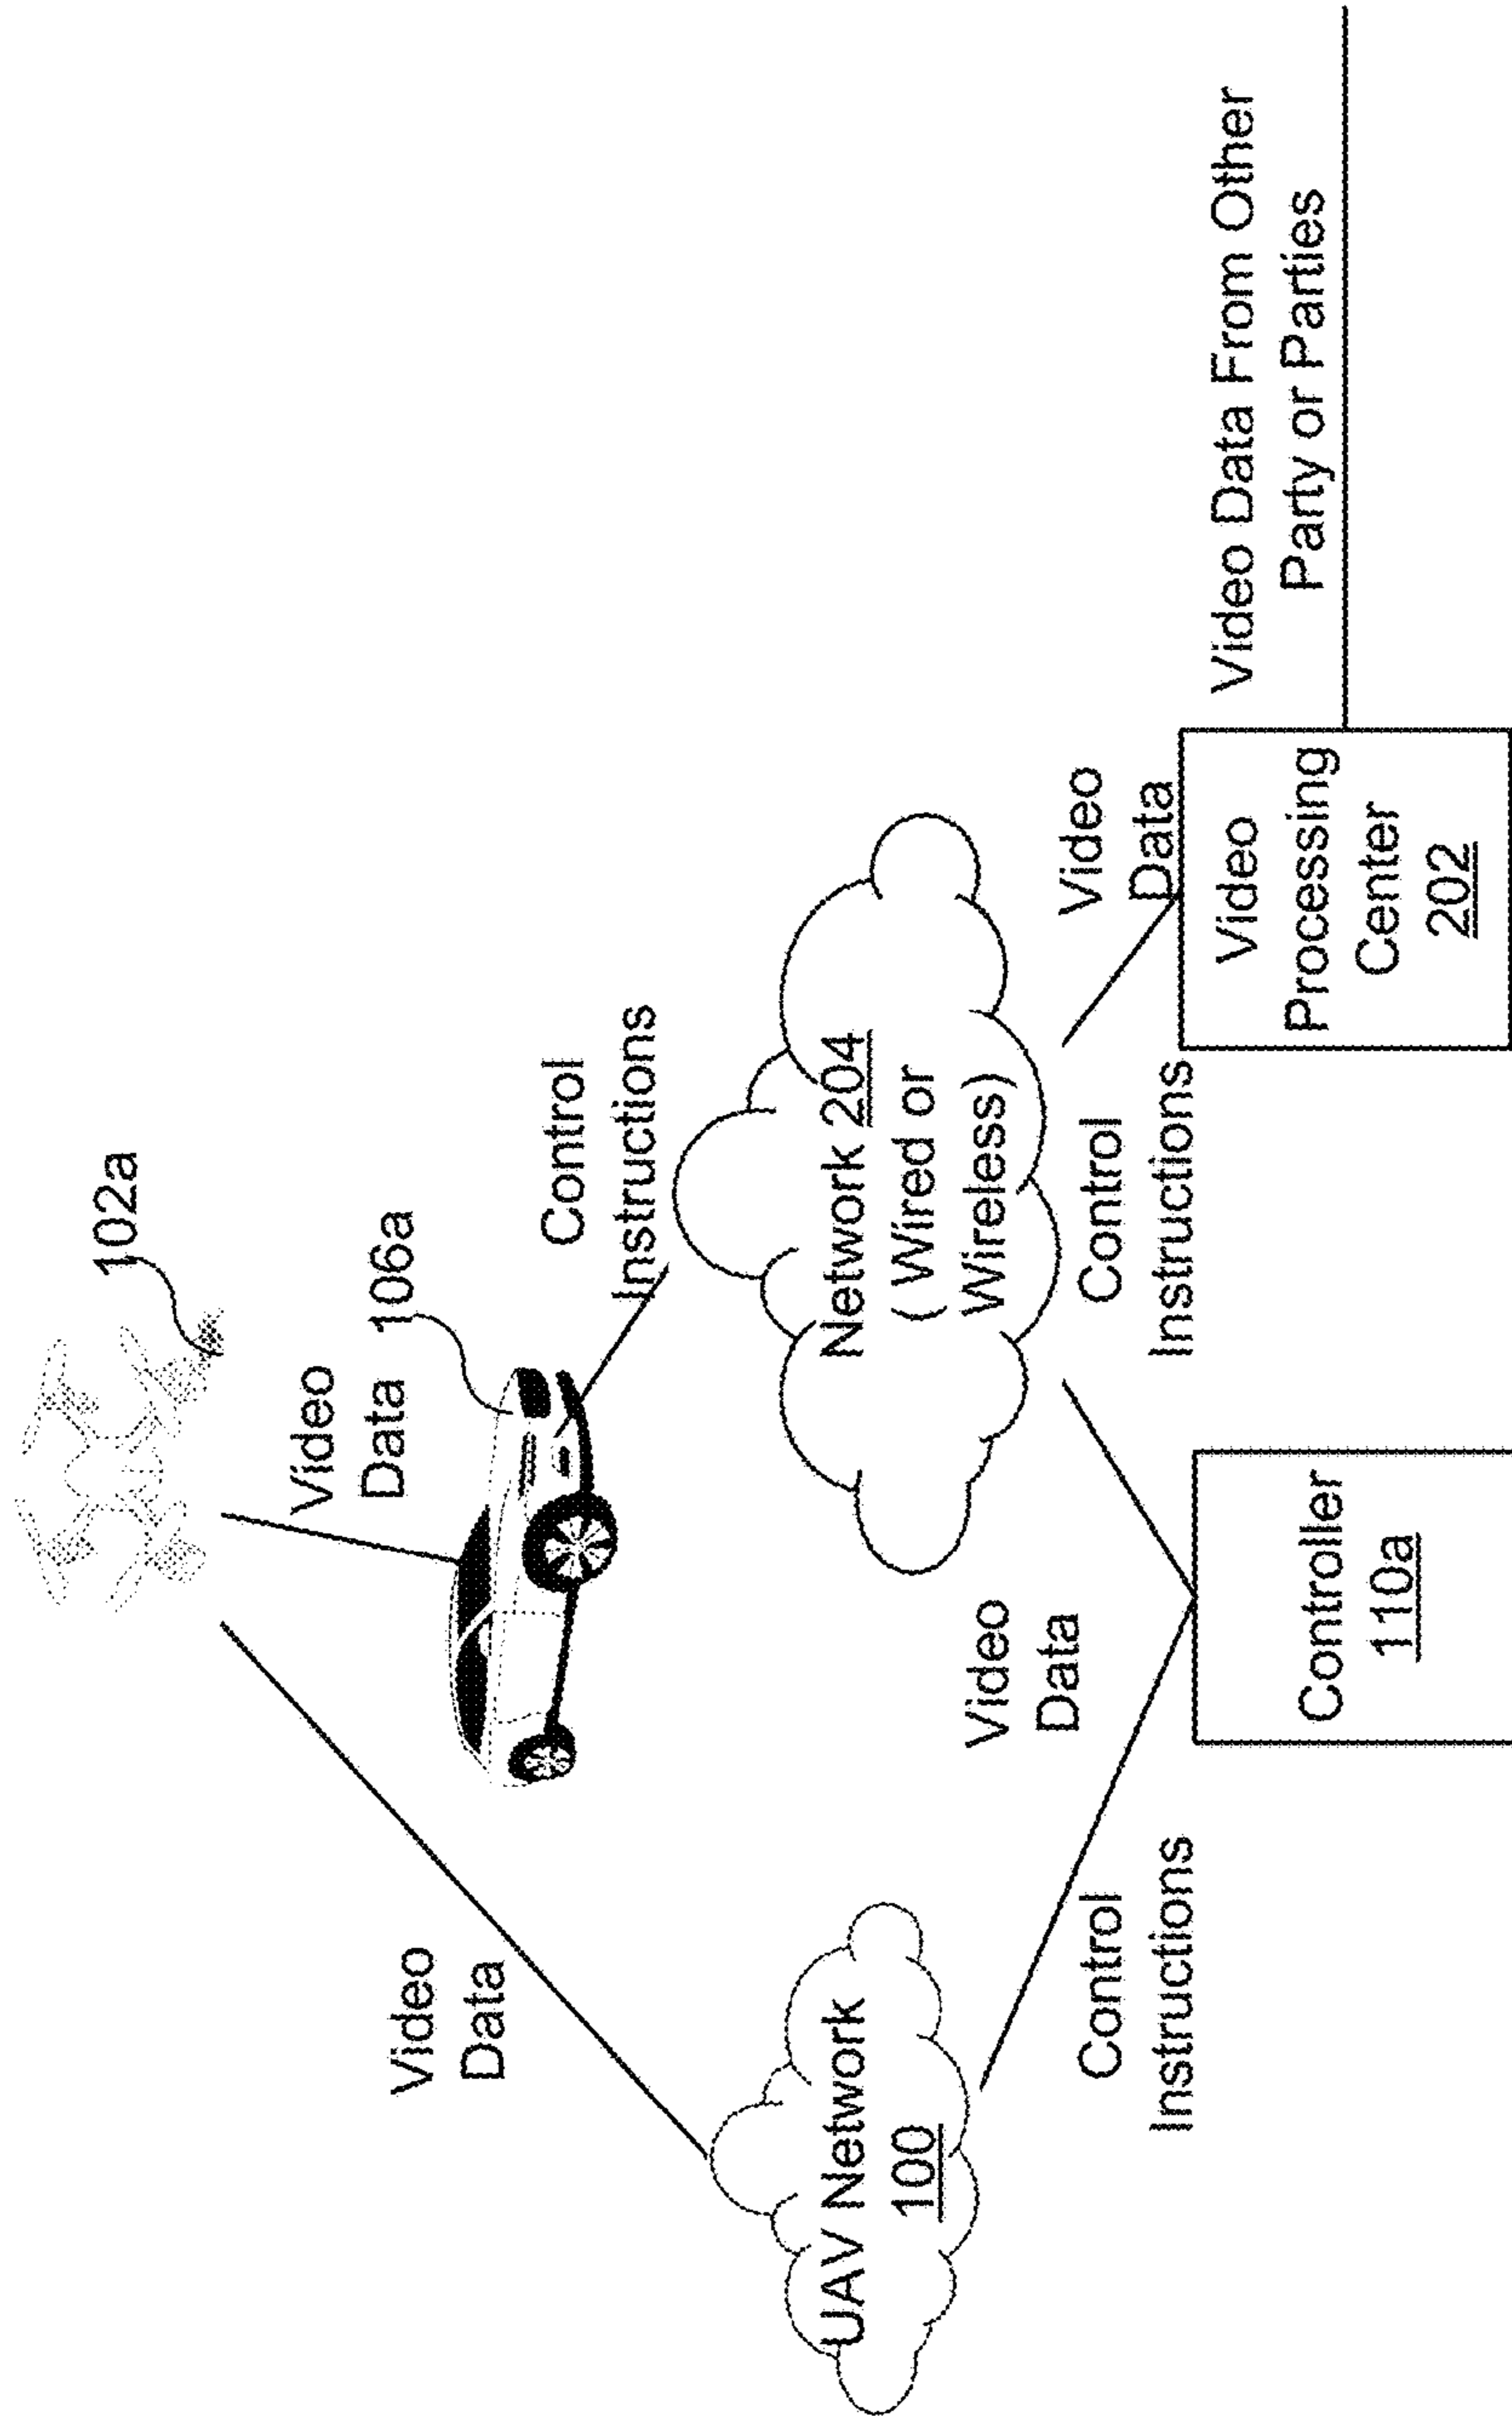 102a
Video
Data
106a
Video
Data
Control
Instructions
UAV Network
100
Network 204
( Wired or
Wireless)
Video
Data
Control
Instructions
Control
Instructions
Video
Data
Controller
110a
Video
Processing
Center
202
Video Data From Other
Party or Parties